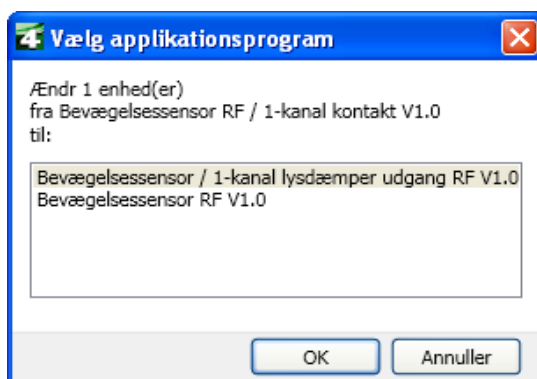 4 Vælg applikationsprogram
Ændr 1 enhed(er)
fra Bevægelsessensor RF / 1-kanal kontakt V1.0
til:
Bevægelsessensor / 1-kanal lysdæmper udgang RF V1.0
Bevægelsessensor RF V1.0
OK
Annuller